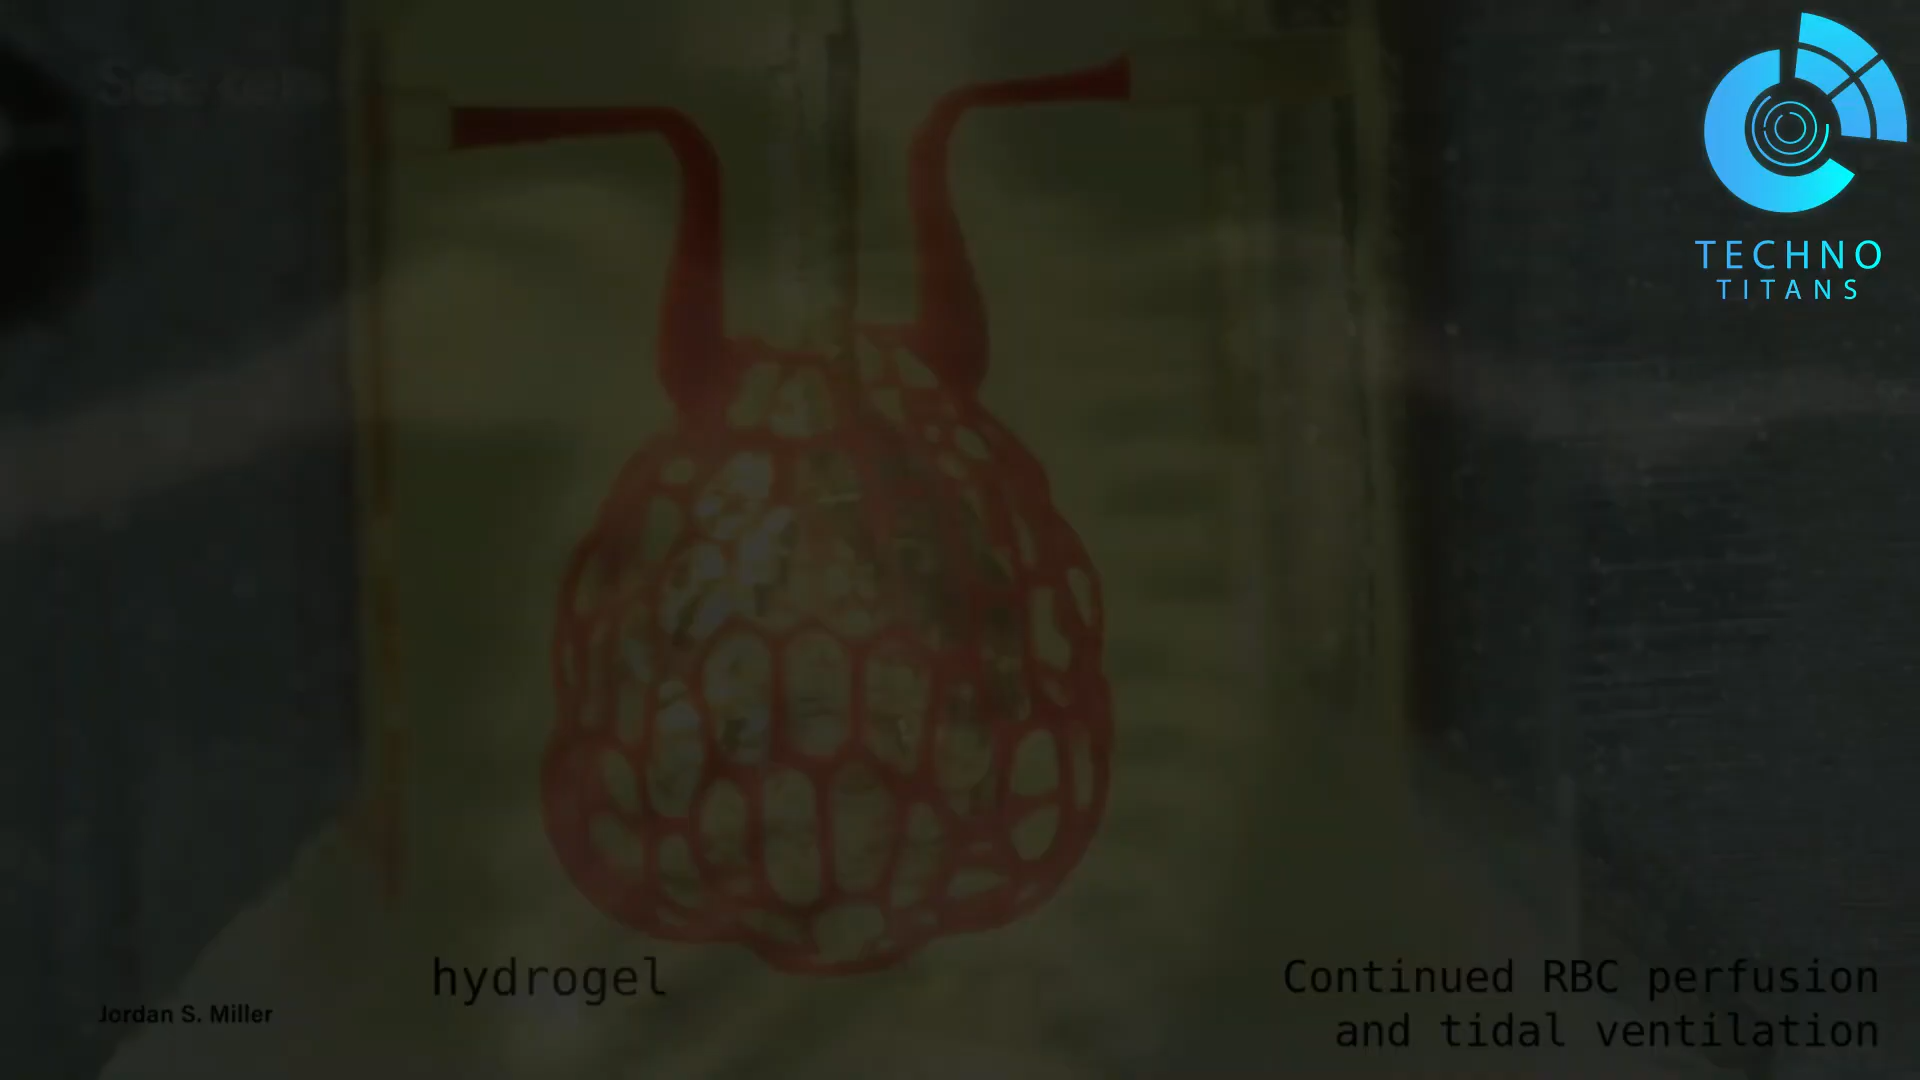 TECHNO
TITANS
hydrogel
Continued RBC perfusion
and tidal ventilation
Jordan S. Miller